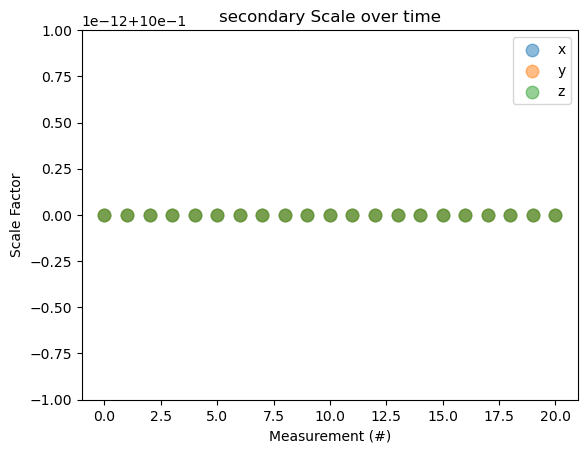 secondary Scale over time
1e−12+10e−1
1.00
0.75
0.50
0.25
0.00
−0.25
−0.50
−0.75
−1.00
Scale Factor
x
y
z
0.0 2.5 5.0 7.5 10.0 12.5 15.0 17.5 20.0
Measurement (#)